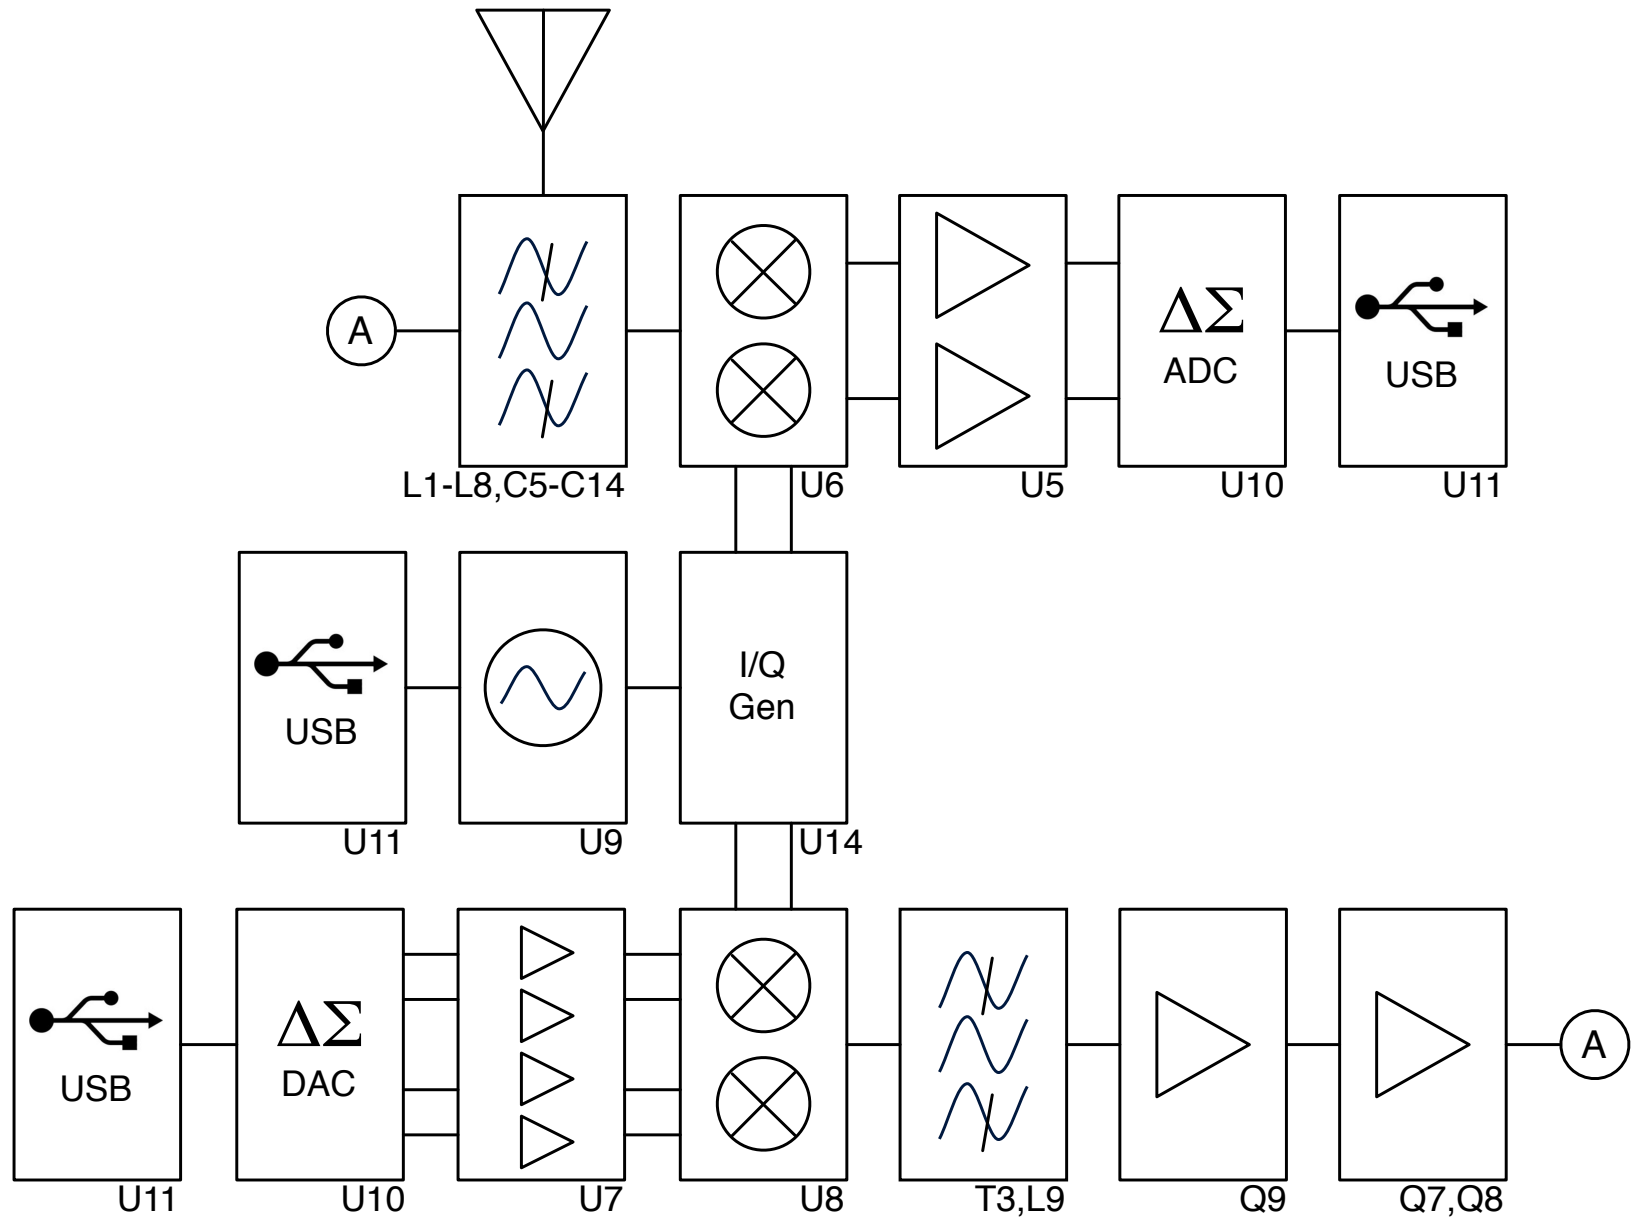 A
ΔΣ
ADC
USB
L1-L8,C5-C14
U6
U5
U10
U11
USB
I/Q
Gen
U11
U9
U14
USB
ΔΣ
DAC
A
U11
U10
U7
U8
T3,L9
Q9
Q7,Q8